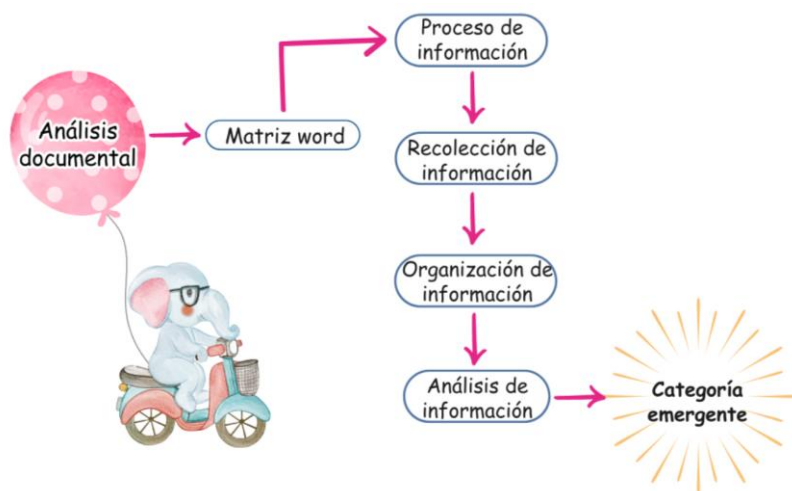 Análisis
documental
Matriz word
Proceso de
información
Recolección de
información
Organización de
información
Análisis de
información
Categoría
emergente